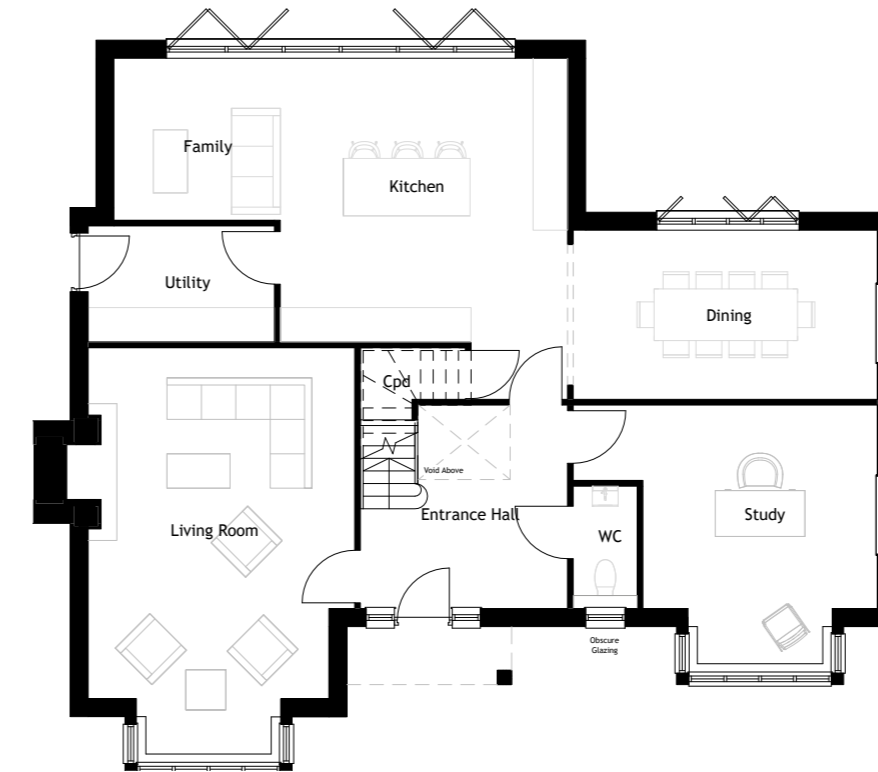 Family
Kitchen
Utility
Dining
Cpd
Void Above
Entrance Hall
Living Room
WC
Study
Obscure
Glazing